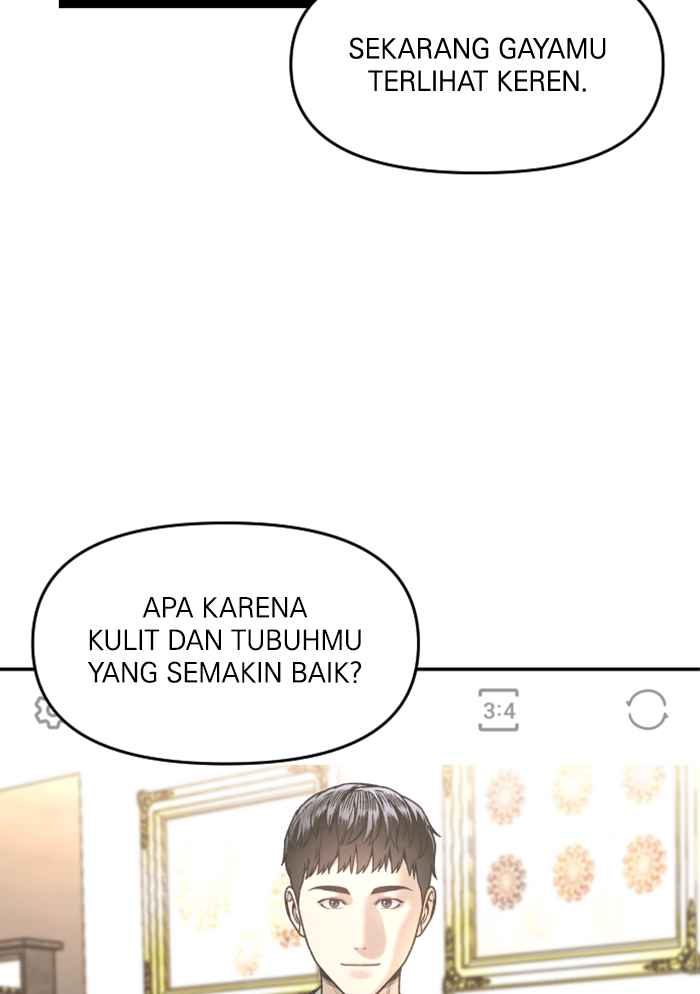 SEKARANG GAYAMU
TERLIHAT KEREN.
APA KARENA
KULIT DAN TUBUHMU
YANG SEMAKIN BAIK?
3:4